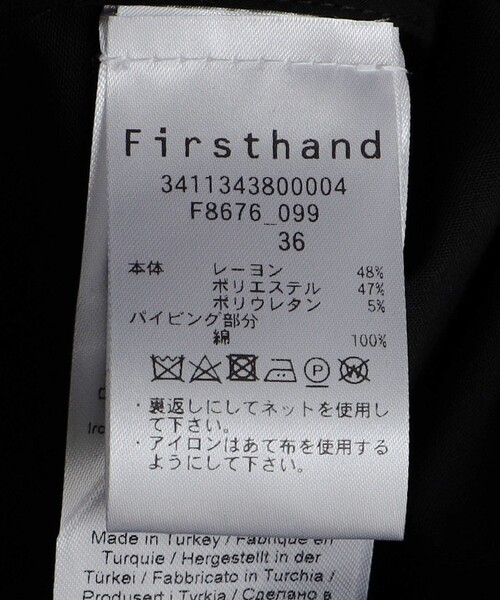 Firsthand
3411343800004
F8676_099
36
本体 レーヨン 48%
ポリエステル 47%
ポリウレタン 5%
パイピング部分
綿 100%
・裏返しにしてネットを使用し
て下さい。
・アイロンはあて布を使用する
ようにして下さい。
Made in Turkey / Fabriqué en
Turquie / Hergestellt in der
Türkei / Fabbricato in Turchia /
Produsert i Tyrkia / Сделано в